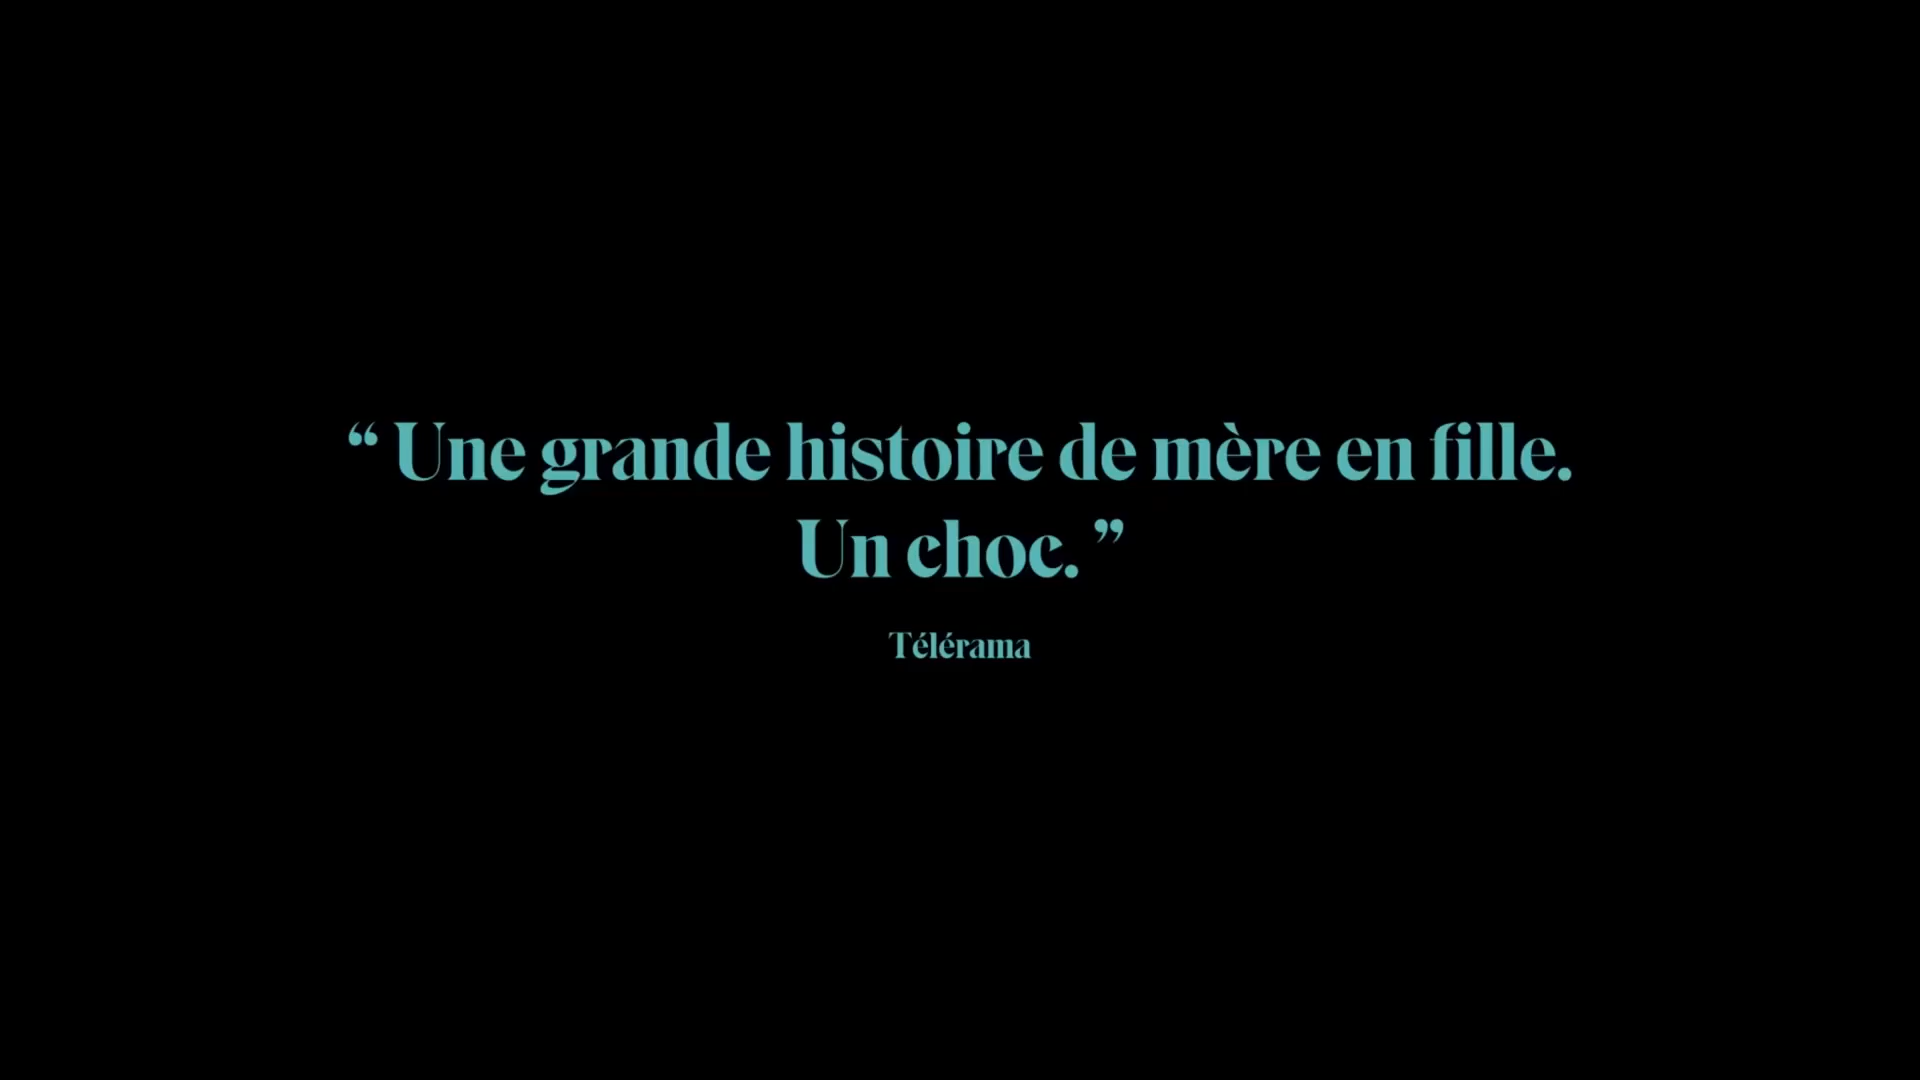 “ Une grande histoire de mère en fille.
Un choc. ”
Télérama